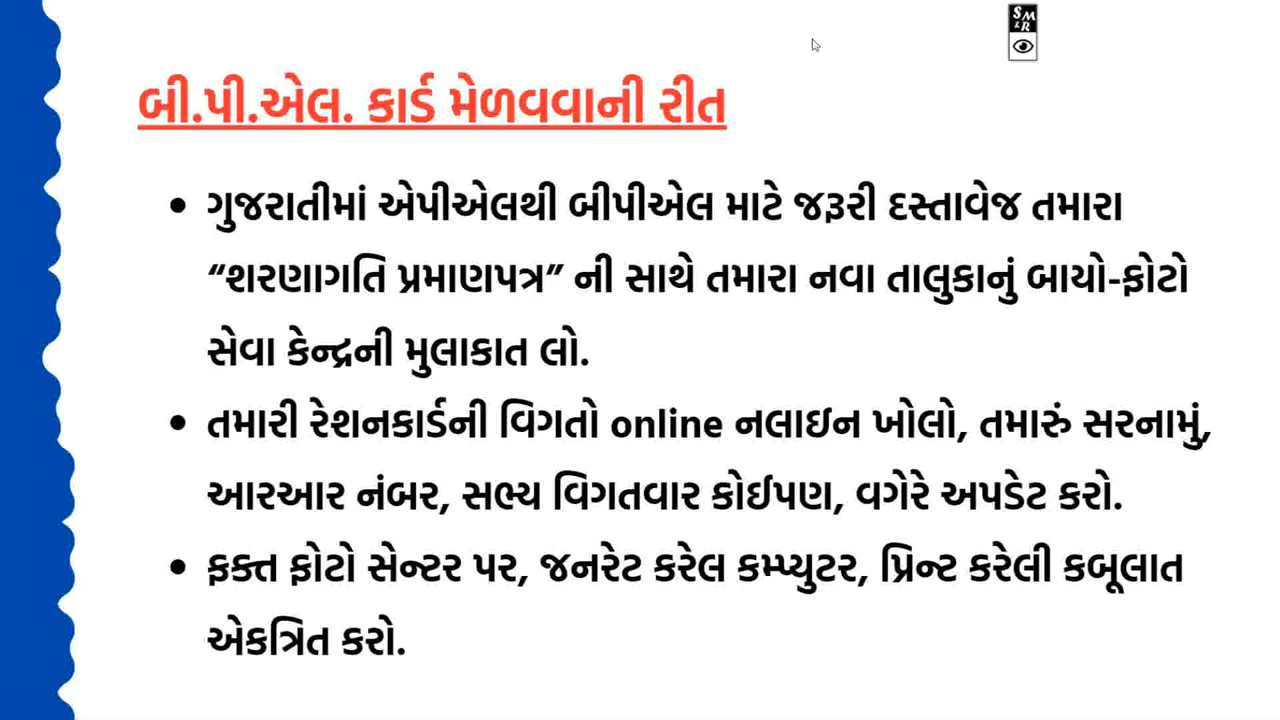 SM
&R
બી.પી.એલ. કાર્ડ મેળવવાની રીત
• ગુજરાતીમાં એપીએલથી બીપીએલ માટે જરૂરી દસ્તાવેજ તમારા
“શરણાગતિ પ્રમાણપત્ર” ની સાથે તમારા નવા તાલુકાનું બાયો-ફોટો
સેવા કેન્દ્રની મુલાકાત લો.
• તમારી રેશનકાર્ડની વિગતો online નલાઇન ખોલો, તમારું સરનામું,
આરઆર નંબર, સભ્ય વિગતવાર કોઈપણ, વગેરે અપડેટ કરો.
• ફક્ત ફોટો સેન્ટર પર, જનરેટ કરેલ કમ્પ્યુટર, પ્રિન્ટ કરેલી કબૂલાત
એકત્રિત કરો.